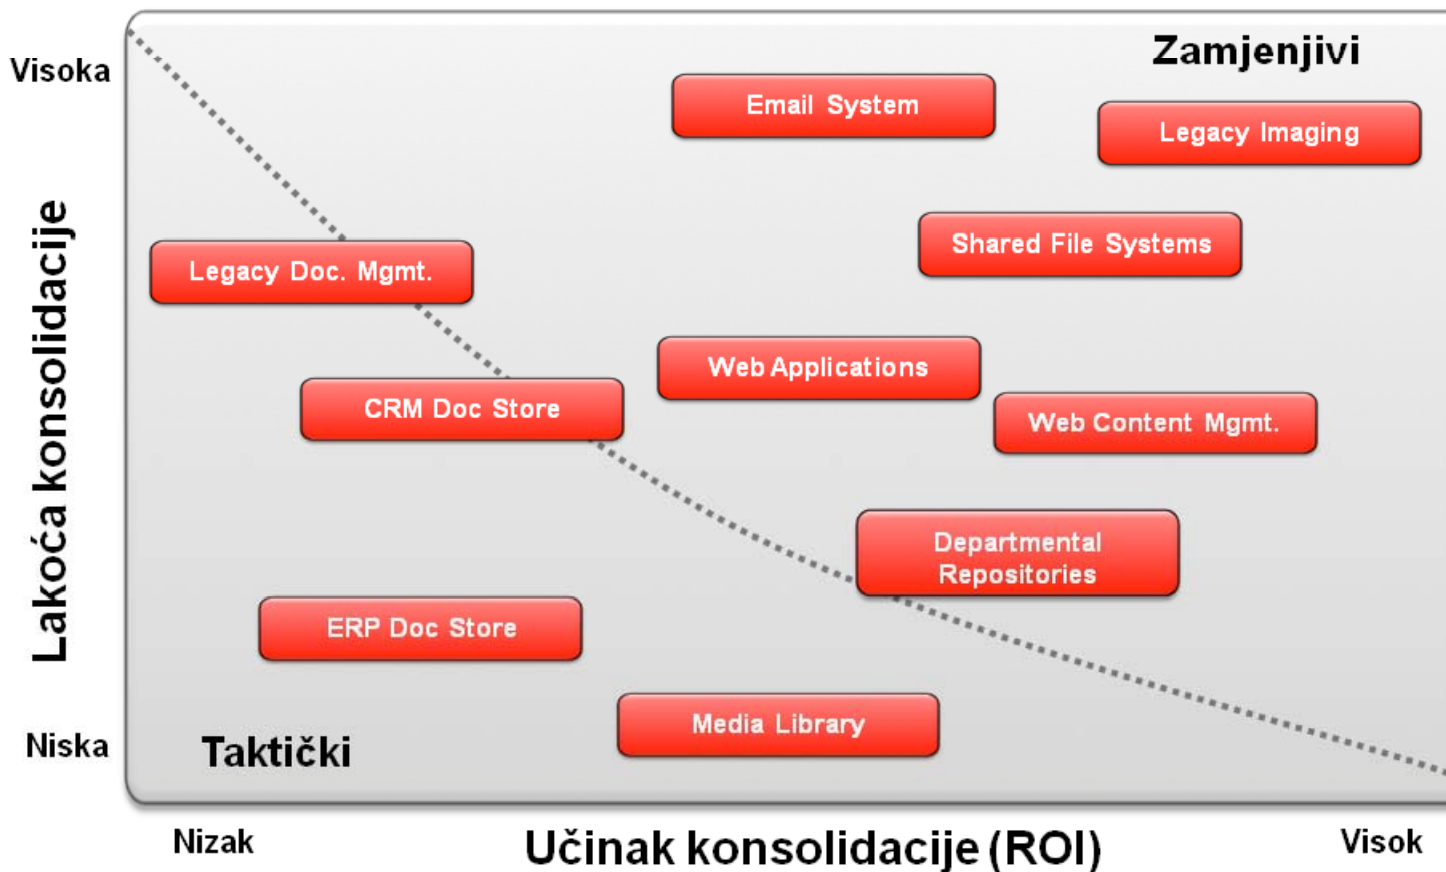 Zamjenjivi
Visoka
Email System
Legacy Imaging
Shared File Systems
Legacy Doc. Mgmt.
Web Applications
CRM Doc Store
Web Content Mgmt.
Lakoća konsolidacije
Departmental
Repositories
ERP Doc Store
Media Library
Niska
Taktički
Nizak
Učinak konsolidacije (ROI)
Visok